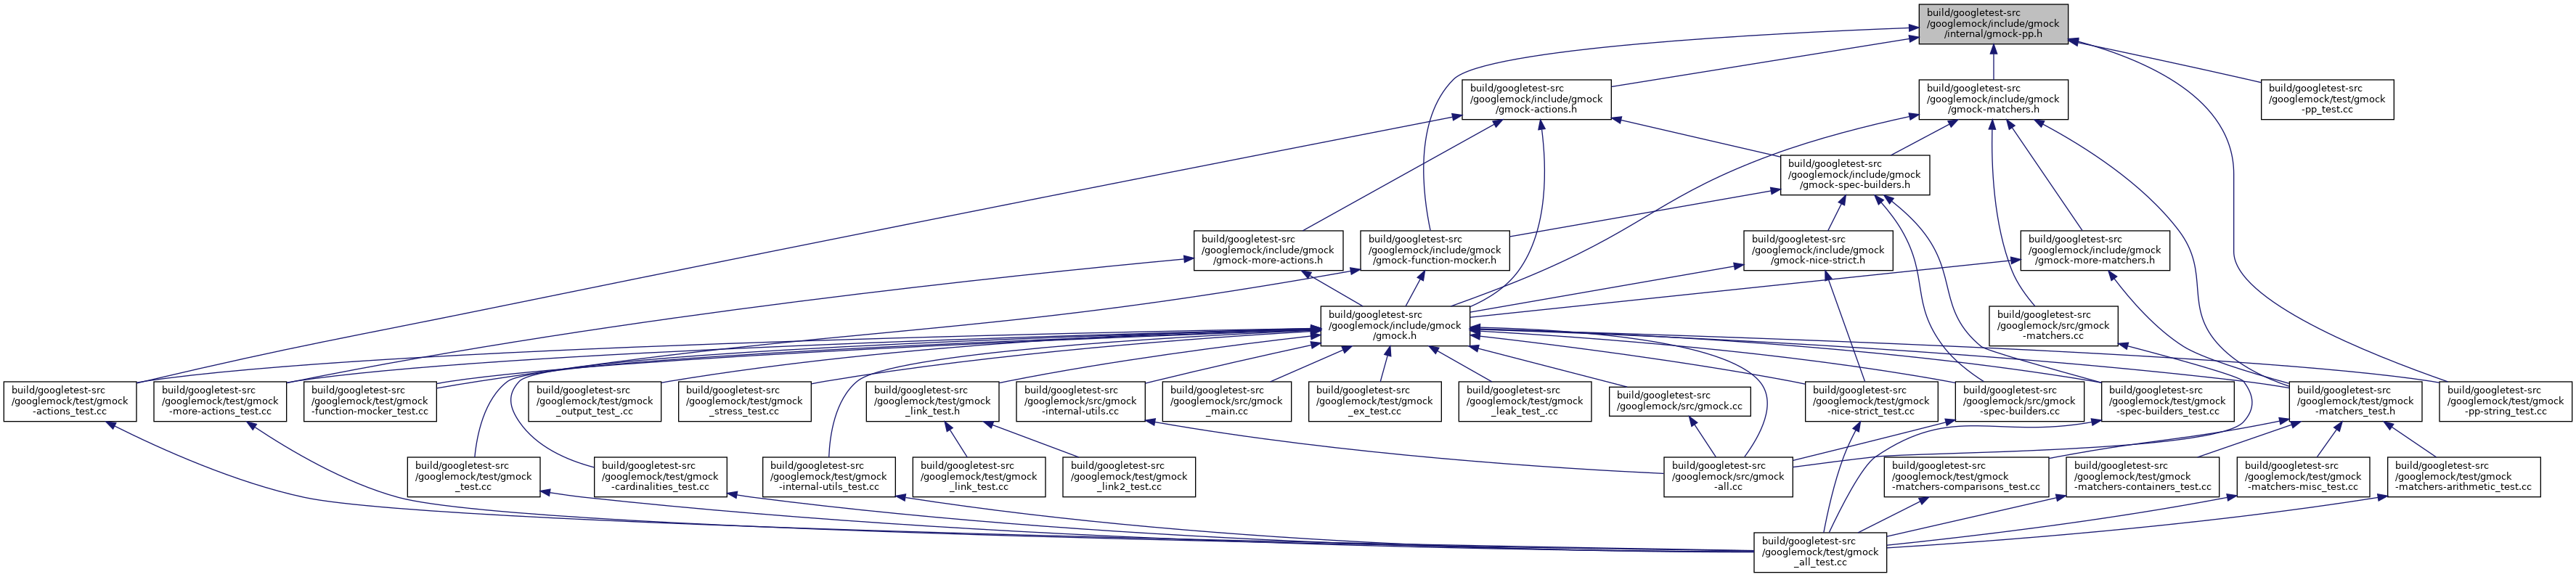 build/googletest-src
/googlemock/include/gmock
/internal/gmock-pp.h
build/googletest-src
/googlemock/include/gmock
/gmock-actions.h
build/googletest-src
/googlemock/include/gmock
/gmock-matchers.h
build/googletest-src
/googlemock/test/gmock
-pp_test.cc
build/googletest-src
/googlemock/include/gmock
/gmock-spec-builders.h
build/googletest-src
/googlemock/include/gmock
/gmock-more-actions.h
build/googletest-src
/googlemock/include/gmock
/gmock-function-mocker.h
build/googletest-src
/googlemock/include/gmock
/gmock-nice-strict.h
build/googletest-src
/googlemock/include/gmock
/gmock-more-matchers.h
build/googletest-src
/googlemock/include/gmock
/gmock.h
build/googletest-src
/googlemock/src/gmock
-matchers.cc
build/googletest-src
/googlemock/test/gmock
-actions_test.cc
build/googletest-src
/googlemock/test/gmock
-more-actions_test.cc
build/googletest-src
/googlemock/test/gmock
-function-mocker_test.cc
build/googletest-src
/googlemock/test/gmock
_output_test_.cc
build/googletest-src
/googlemock/test/gmock
_stress_test.cc
build/googletest-src
/googlemock/test/gmock
_link_test.h
build/googletest-src
/googlemock/src/gmock
-internal-utils.cc
build/googletest-src
/googlemock/src/gmock
_main.cc
build/googletest-src
/googlemock/test/gmock
_ex_test.cc
build/googletest-src
/googlemock/test/gmock
_leak_test_.cc
build/googletest-src
/googlemock/src/gmock.cc
build/googletest-src
/googlemock/test/gmock
-nice-strict_test.cc
build/googletest-src
/googlemock/src/gmock
-spec-builders.cc
build/googletest-src
/googlemock/test/gmock
-spec-builders_test.cc
build/googletest-src
/googlemock/test/gmock
-matchers_test.h
build/googletest-src
/googlemock/test/gmock
-pp-string_test.cc
build/googletest-src
/googlemock/test/gmock
_test.cc
build/googletest-src
/googlemock/test/gmock
-cardinalities_test.cc
build/googletest-src
/googlemock/test/gmock
-internal-utils_test.cc
build/googletest-src
/googlemock/test/gmock
_link_test.cc
build/googletest-src
/googlemock/test/gmock
_link2_test.cc
build/googletest-src
/googlemock/src/gmock
-all.cc
build/googletest-src
/googlemock/test/gmock
-matchers-comparisons_test.cc
build/googletest-src
/googlemock/test/gmock
-matchers-containers_test.cc
build/googletest-src
/googlemock/test/gmock
-matchers-misc_test.cc
build/googletest-src
/googlemock/test/gmock
-matchers-arithmetic_test.cc
build/googletest-src
/googlemock/test/gmock
_all_test.cc